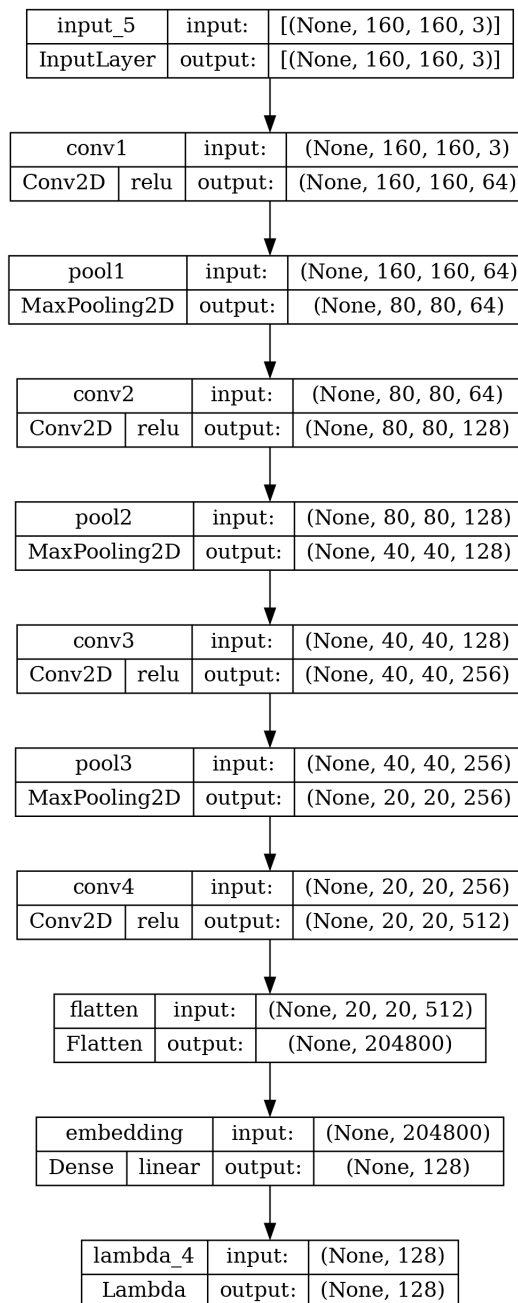 input_5 input: [(None, 160, 160, 3)]
InputLayer output: [(None, 160, 160, 3)]
conv1 input: (None, 160, 160, 3)
Conv2D relu output: (None, 160, 160, 64)
pool1 input: (None, 160, 160, 64)
MaxPooling2D output: (None, 80, 80, 64)
conv2 input: (None, 80, 80, 64)
Conv2D relu output: (None, 80, 80, 128)
pool2 input: (None, 80, 80, 128)
MaxPooling2D output: (None, 40, 40, 128)
conv3 input: (None, 40, 40, 128)
Conv2D relu output: (None, 40, 40, 256)
pool3 input: (None, 40, 40, 256)
MaxPooling2D output: (None, 20, 20, 256)
conv4 input: (None, 20, 20, 256)
Conv2D relu output: (None, 20, 20, 512)
flatten input: (None, 20, 20, 512)
Flatten output: (None, 204800)
embedding input: (None, 204800)
Dense linear output: (None, 128)
lambda_4 input: (None, 128)
Lambda output: (None, 128)